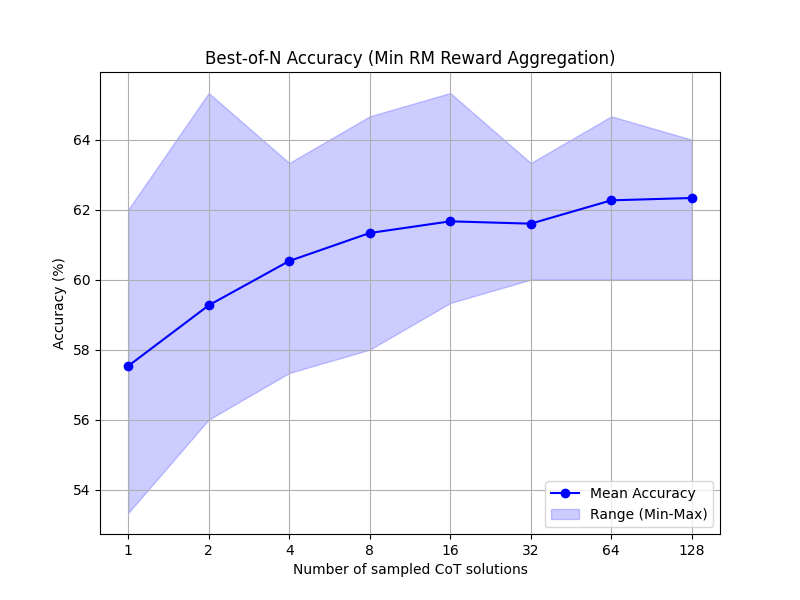 Best-of-N Accuracy (Min RM Reward Aggregation)
Accuracy (%)
64
62
60
58
56
54
1 2 4 8 16 32 64 128
Number of sampled CoT solutions
Mean Accuracy
Range (Min-Max)